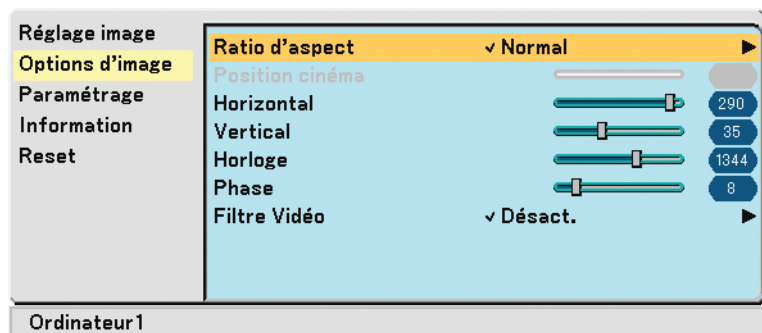 Réglage image
Options d'image
Paramétrage
Information
Reset
Ratio d'aspect ✓ Normal ▶
Position cinéma
Horizontal 290
Vertical 35
Horloge 1344
Phase 8
Filtre Vidéo ✓ Désact. ▶
Ordinateur1